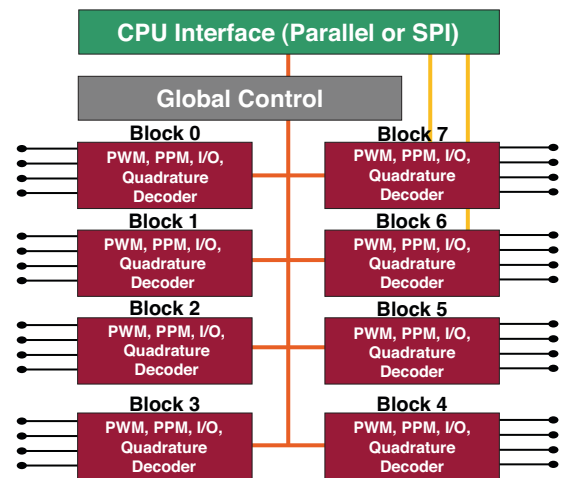 CPU Interface (Parallel or SPI)
Global Control
Block 0
PWM, PPM, I/O,
Quadrature
Decoder
Block 7
PWM, PPM, I/O,
Quadrature
Decoder
Block 1
PWM, PPM, I/O,
Quadrature
Decoder
Block 6
PWM, PPM, I/O,
Quadrature
Decoder
Block 2
PWM, PPM, I/O,
Quadrature
Decoder
Block 5
PWM, PPM, I/O,
Quadrature
Decoder
Block 3
PWM, PPM, I/O,
Quadrature
Decoder
Block 4
PWM, PPM, I/O,
Quadrature
Decoder